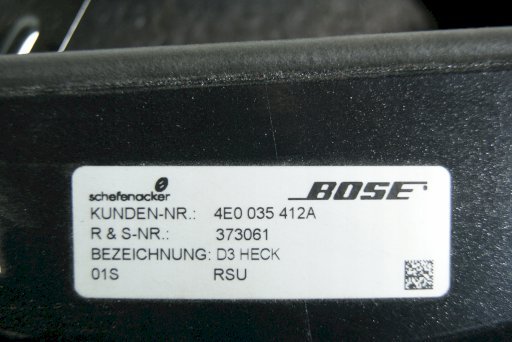 schefenacker BOSE
KUNDEN-NR.: 4E0 035 412A
R & S-NR.: 373061
BEZEICHNUNG: D3 HECK
01S RSU